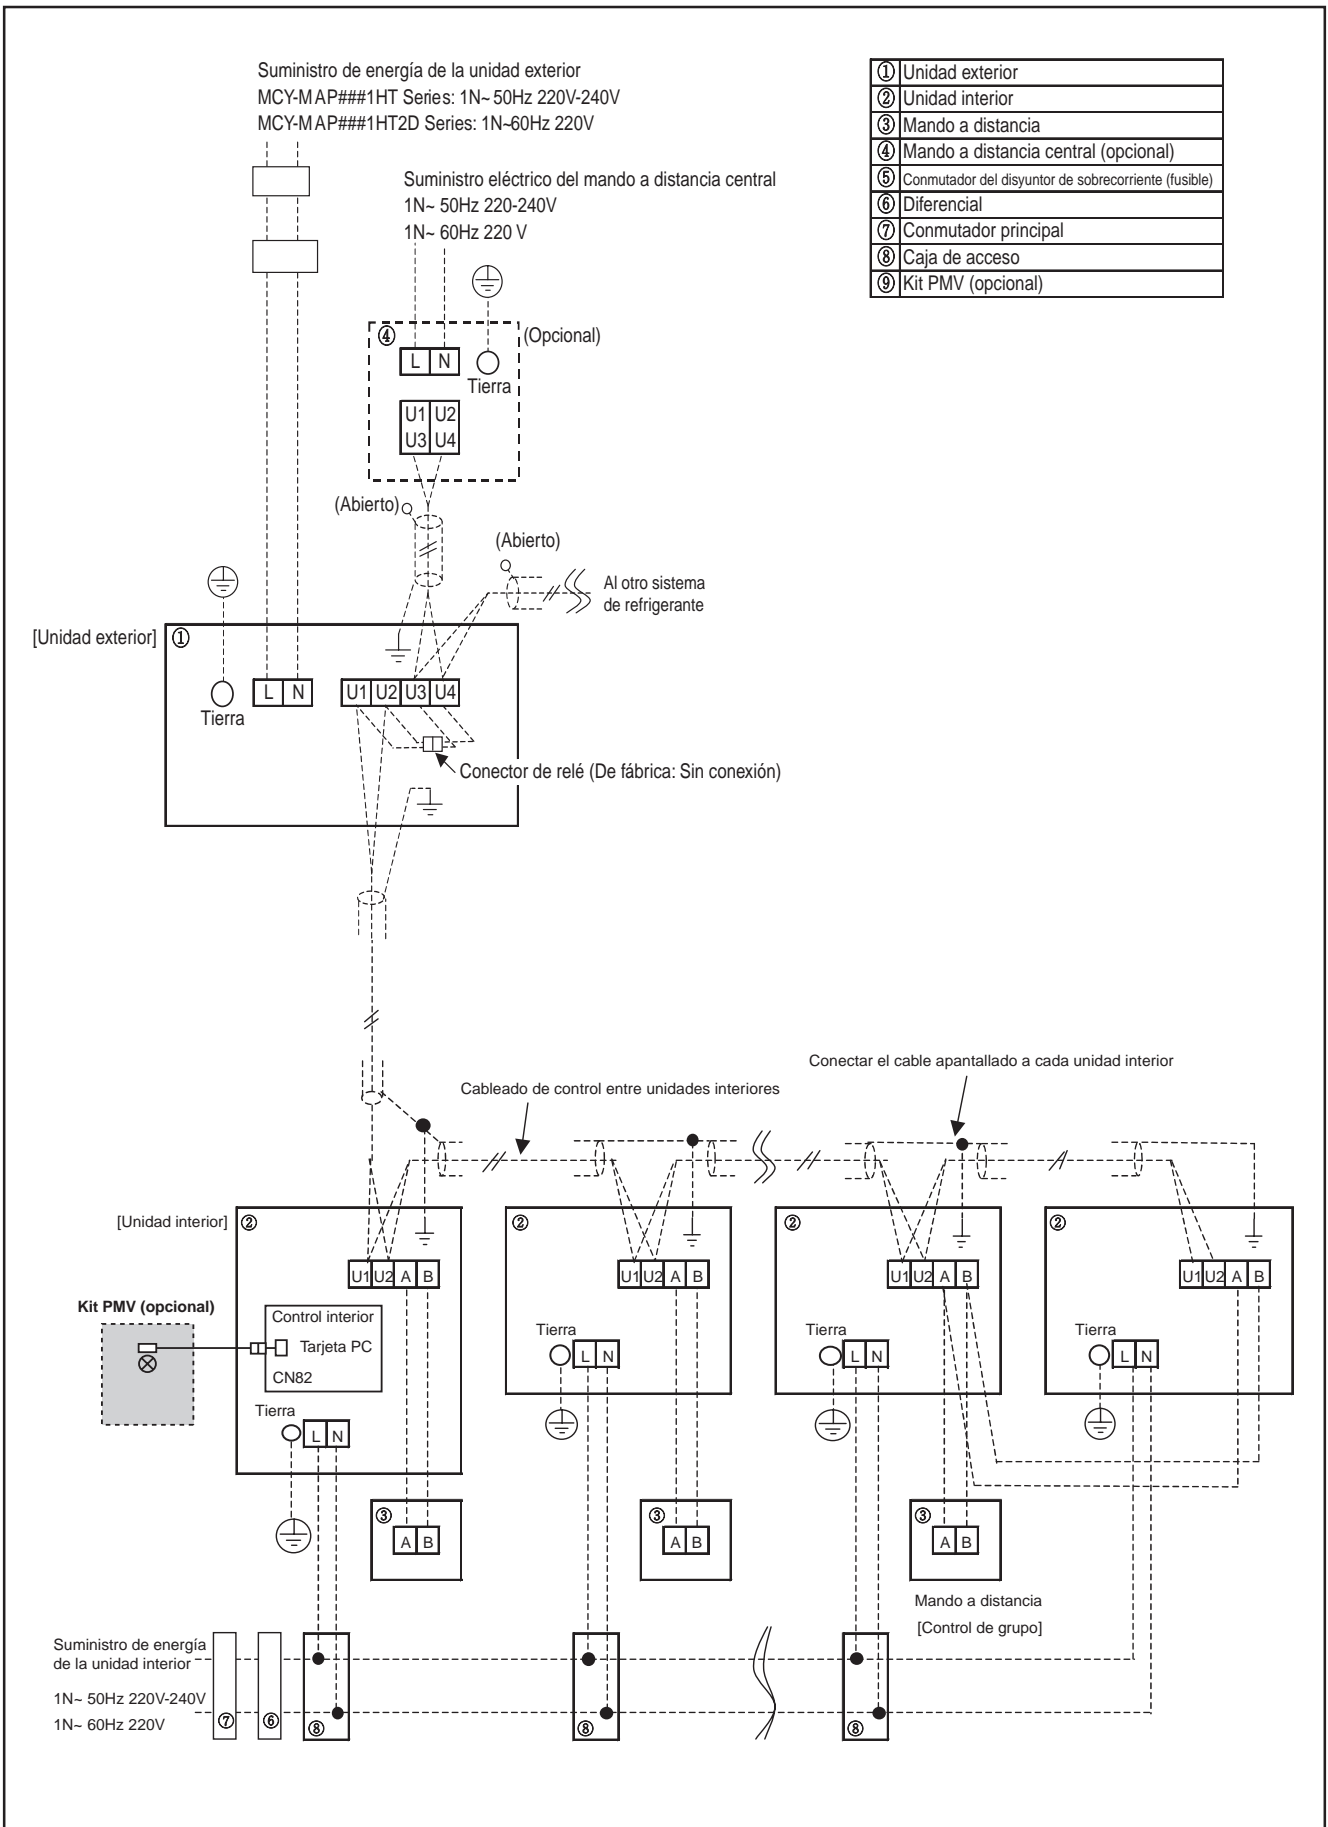 Suministro de energía de la unidad exterior
MCY-MAP###1HT Series: 1N~ 50Hz 220V-240V
MCY-MAP###1HT2D Series: 1N~60Hz 220V
① Unidad exterior
② Unidad interior
③ Mando a distancia
④ Mando a distancia central (opcional)
⑤ Conmutador del disyuntor de sobrecorriente (fusible)
⑥ Diferencial
⑦ Conmutador principal
⑧ Caja de acceso
⑨ Kit PMV (opcional)
Suministro eléctrico del mando a distancia central
1N~ 50Hz 220-240V
1N~ 60Hz 220 V
④
(Opcional)
L N
Tierra
U1 U2
U3 U4
(Abierto)
(Abierto)
Al otro sistema
de refrigerante
[Unidad exterior]
①
L N
Tierra
U1 U2 U3 U4
Conector de relé (De fábrica: Sin conexión)
Conectar el cable apantallado a cada unidad interior
Cableado de control entre unidades interiores
[Unidad interior]
② ② ② ②
U1 U2 A B
U1 U2 A B
U1 U2 A B
U1 U2 A B
Kit PMV (opcional)
Control interior
Tarjeta PC
CN82
Tierra
L N
Tierra
L N
Tierra
L N
Tierra
L N
③
A B
③
A B
③
A B
Mando a distancia
[Control de grupo]
Suministro de energía
de la unidad interior
1N~ 50Hz 220V-240V
1N~ 60Hz 220V
⑦ ⑥ ⑧ ⑧ ⑧